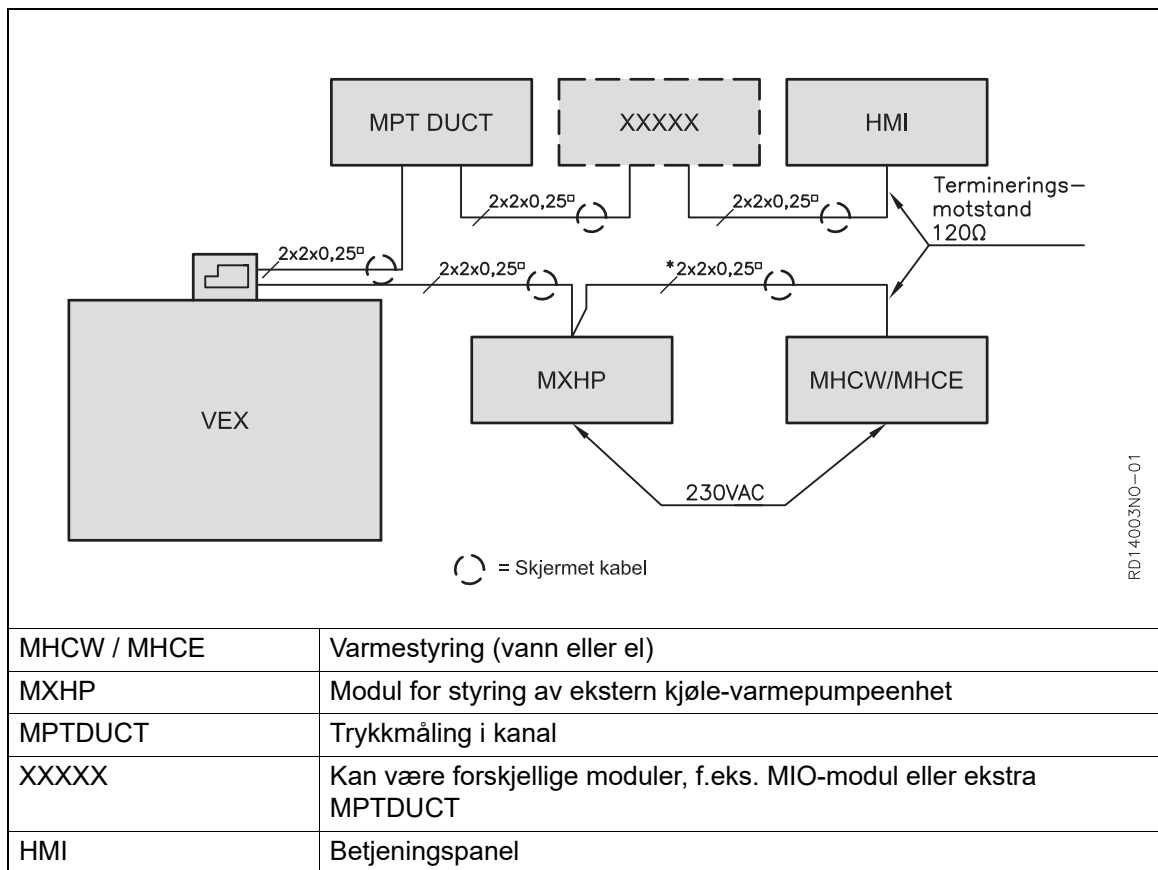 MPT DUCT
XXXXX
HMI
Terminerings-
motstand
120Ω
2x2x0,25¤
2x2x0,25¤
2x2x0,25¤
2x2x0,25¤
*2x2x0,25¤
MXHP
MHCW/MHCE
VEX
230VAC
= Skjermet kabel
RD14003NO-01
MHCW / MHCE Varmestyring (vann eller el)
MXHP Modul for styring av ekstern kjøle-varmepumpeenhet
MPTDUCT Trykkmåling i kanal
XXXXX Kan være forskjellige moduler, f.eks. MIO-modul eller ekstra
MPTDUCT
HMI Betjeningspanel